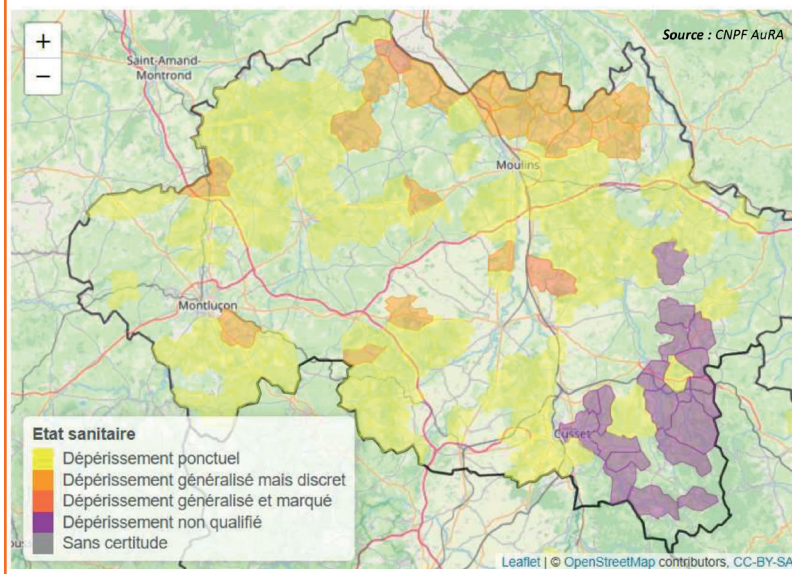 +
Source : CNPF AuRA
−
Saint-Amand-
Montrond
Moulins
Montluçon
Cusset
Etat sanitaire
Dépérissement ponctuel
Dépérissement généralisé mais discret
Dépérissement généralisé et marqué
Dépérissement non qualifié
Sans certitude
Leaflet | © OpenStreetMap contributors, CC-BY-SA